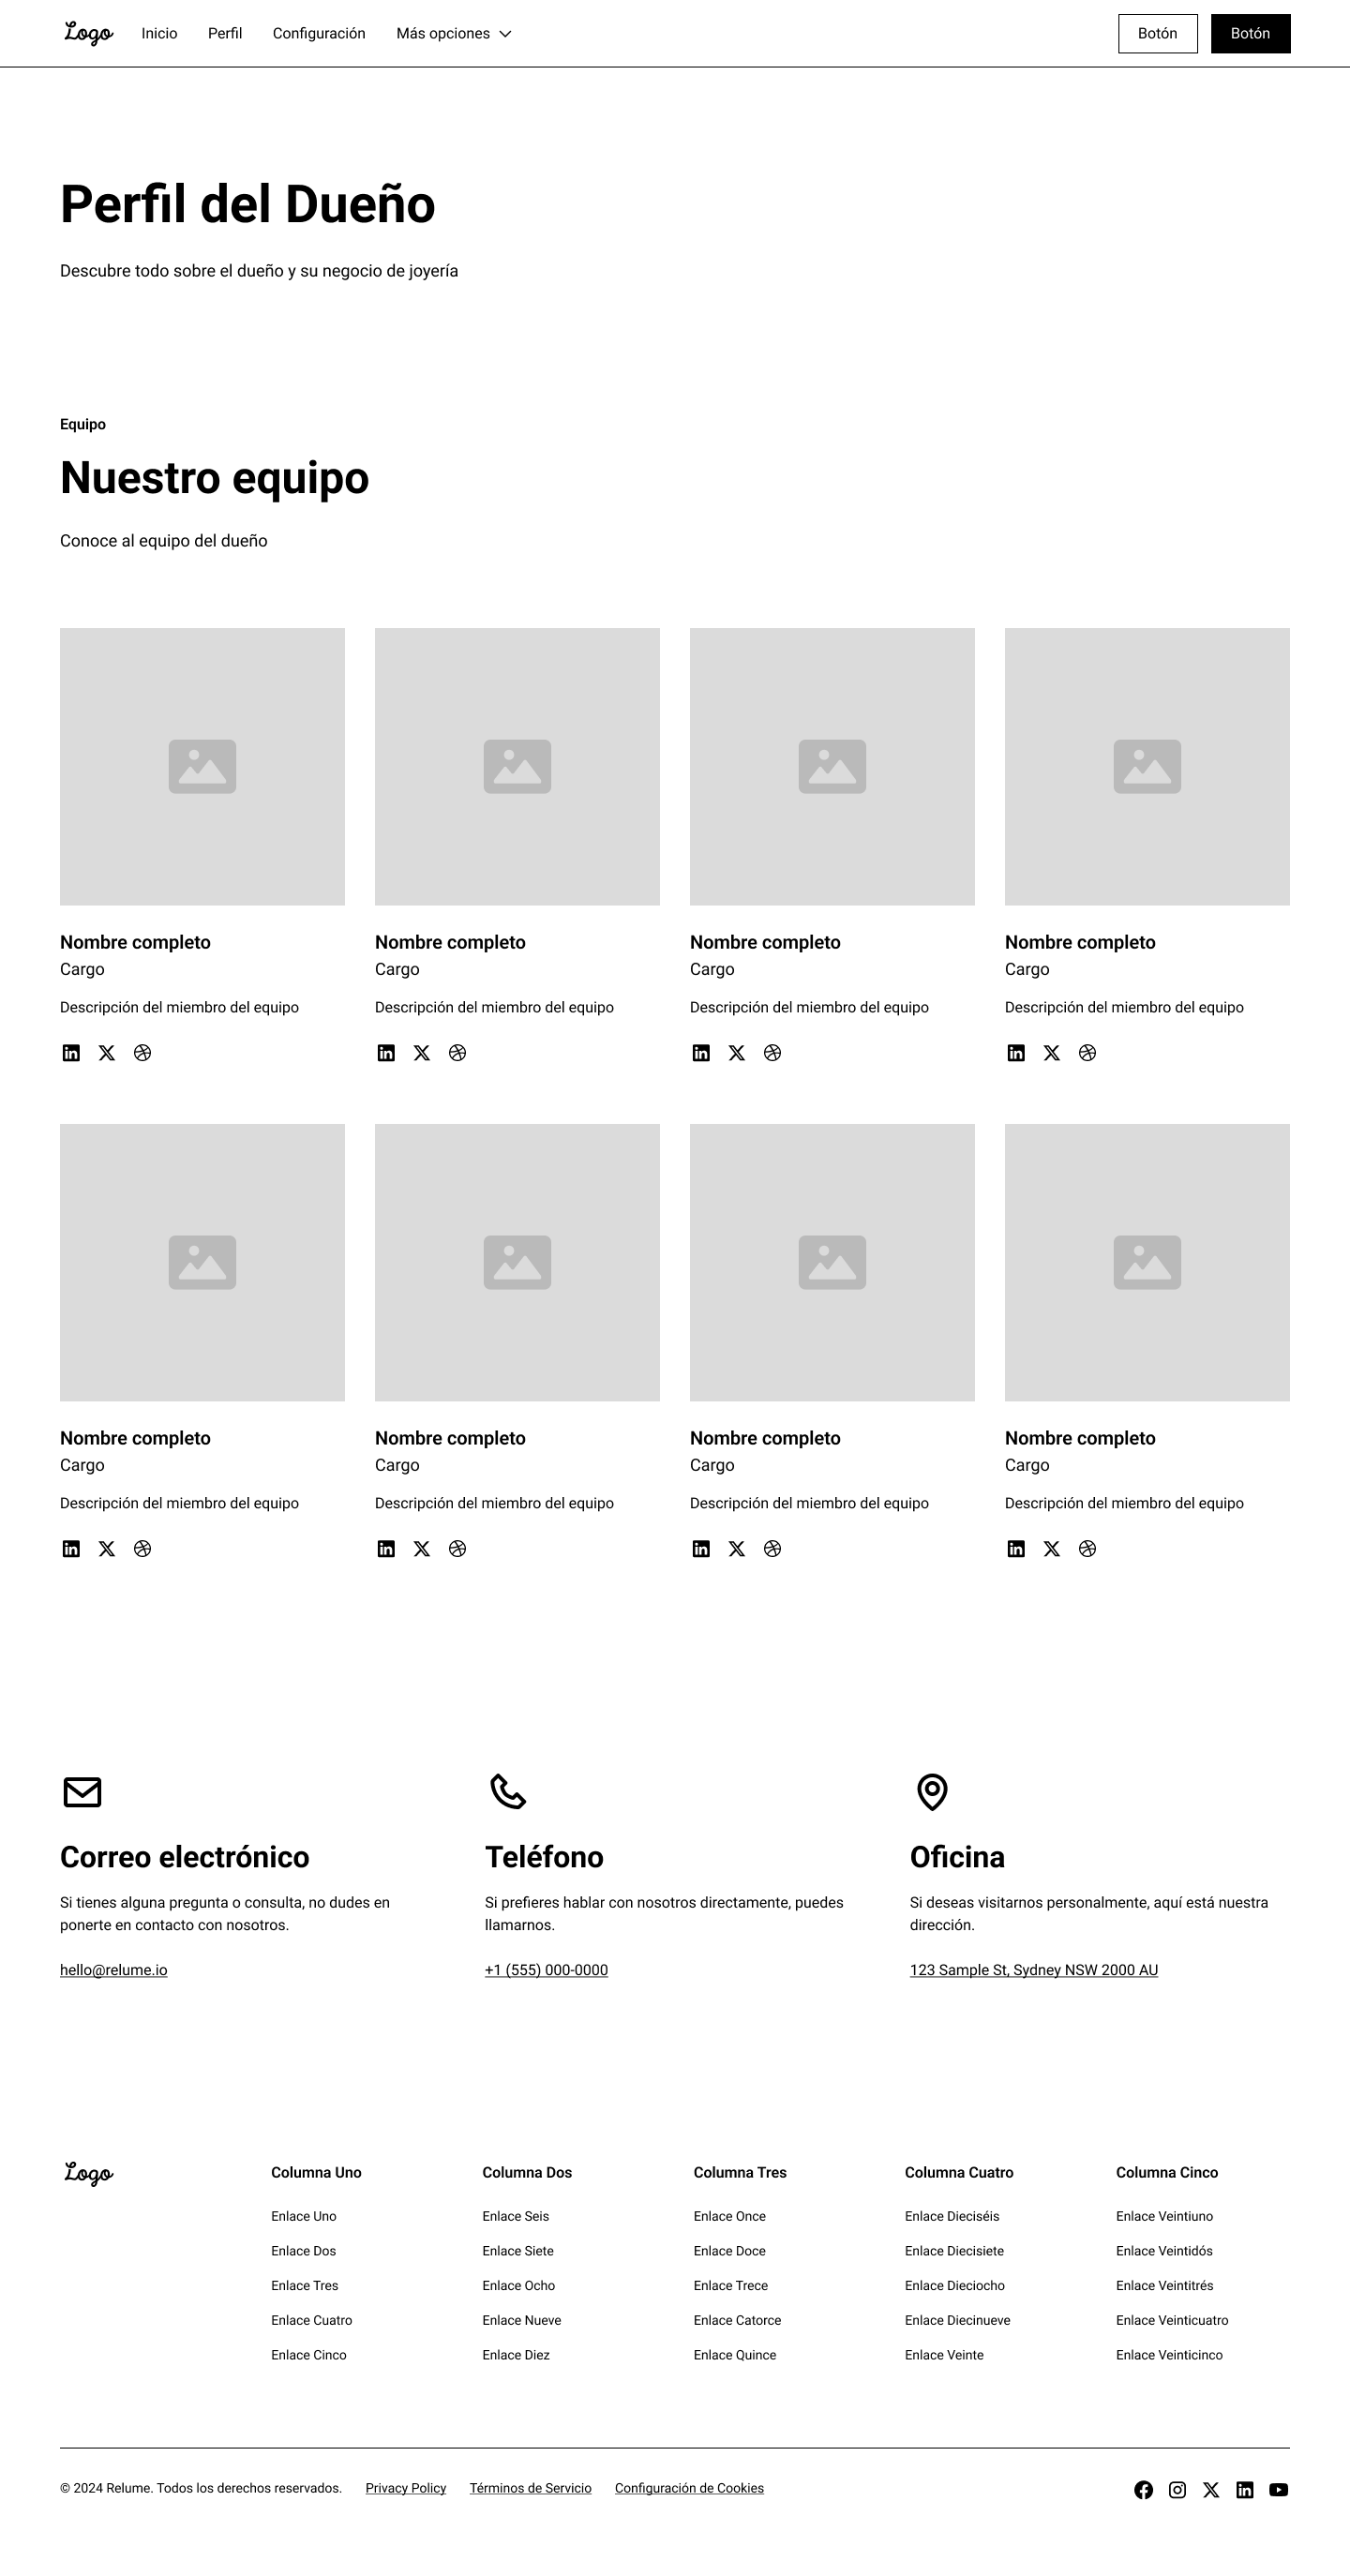 Logo Inicio Perfil Configuración Más opciones Botón Botón
Perfil del Dueño
Descubre todo sobre el dueño y su negocio de joyería
Equipo
Nuestro equipo
Conoce al equipo del dueño
Nombre completo Nombre completo Nombre completo Nombre completo
Cargo Cargo Cargo Cargo
Descripción del miembro del equipo Descripción del miembro del equipo Descripción del miembro del equipo Descripción del miembro del equipo
Nombre completo Nombre completo Nombre completo Nombre completo
Cargo Cargo Cargo Cargo
Descripción del miembro del equipo Descripción del miembro del equipo Descripción del miembro del equipo Descripción del miembro del equipo
Correo electrónico
Si tienes alguna pregunta o consulta, no dudes en
ponerte en contacto con nosotros.
hello@relume.io
Teléfono
Si prefieres hablar con nosotros directamente, puedes
llamarnos.
+1 (555) 000-0000
Oficina
Si deseas visitarnos personalmente, aquí está nuestra
dirección.
123 Sample St, Sydney NSW 2000 AU
Logo
Columna Uno
Enlace Uno
Enlace Dos
Enlace Tres
Enlace Cuatro
Enlace Cinco
Columna Dos
Enlace Seis
Enlace Siete
Enlace Ocho
Enlace Nueve
Enlace Diez
Columna Tres
Enlace Once
Enlace Doce
Enlace Trece
Enlace Catorce
Enlace Quince
Columna Cuatro
Enlace Dieciséis
Enlace Diecisiete
Enlace Dieciocho
Enlace Diecinueve
Enlace Veinte
Columna Cinco
Enlace Veintiuno
Enlace Veintidós
Enlace Veintitrés
Enlace Veinticuatro
Enlace Veinticinco
© 2024 Relume. Todos los derechos reservados. Privacy Policy Términos de Servicio Configuración de Cookies